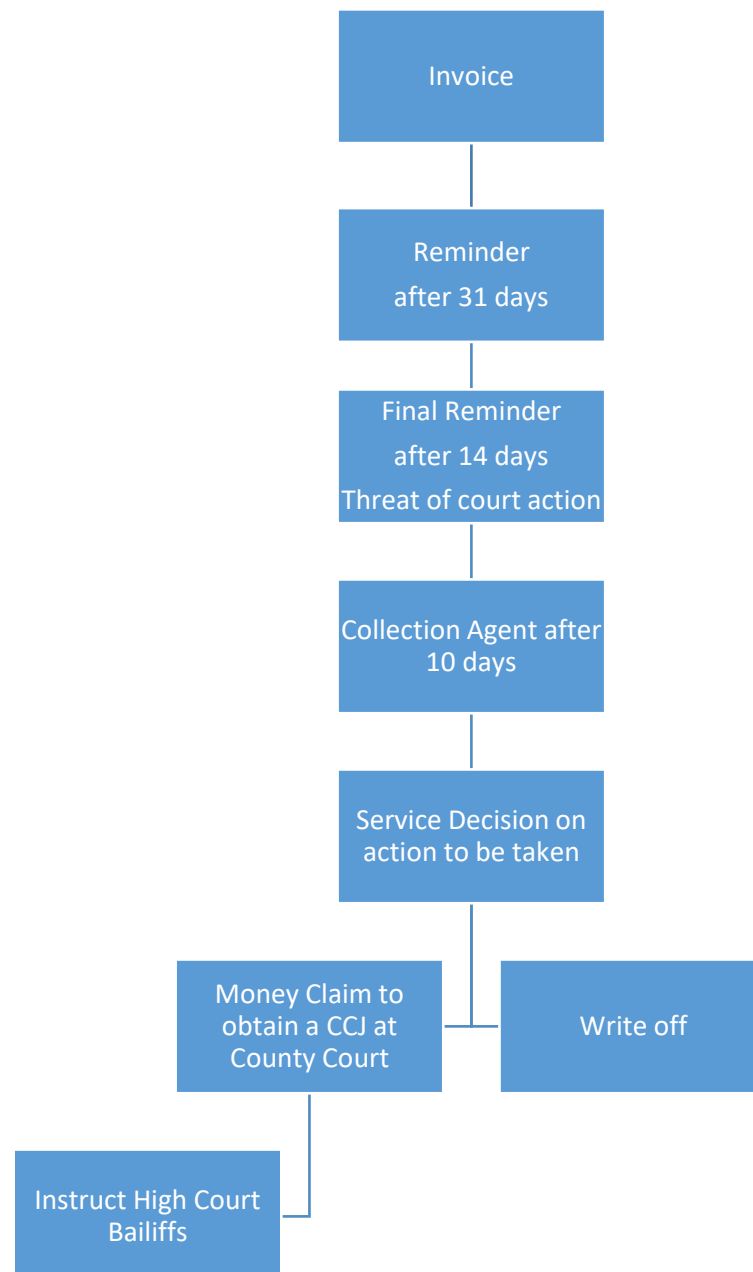 Invoice
Reminder
after 31 days
Final Reminder
after 14 days
Threat of court action
Collection Agent after
10 days
Service Decision on
action to be taken
Money Claim to
obtain a CCJ at
County Court
Write off
Instruct High Court
Bailiffs